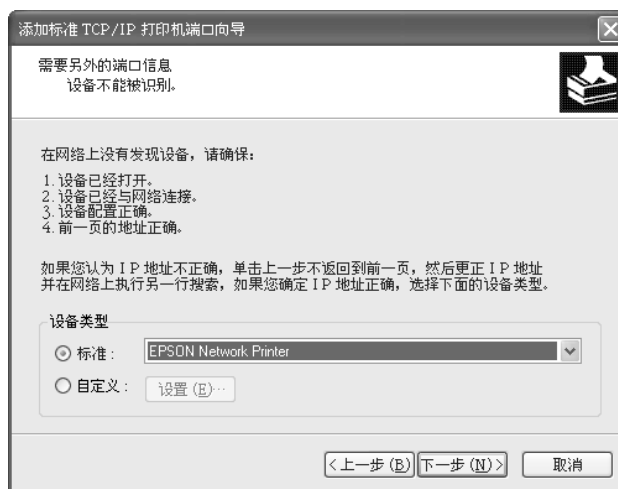 添加标准 TCP/IP 打印机端口向导
需要另外的端口信息
设备不能被识别。
在网络上没有发现设备，请确保：
1.设备已经打开。
2.设备已经与网络连接。
3.设备配置正确。
4.前一页的地址正确。
如果您认为 IP 地址不正确，单击上一步不返回到前一页，然后更正 IP 地址
并在网络上执行另一行搜索，如果您确定 IP 地址正确，选择下面的设备类型。
设备类型
标准： EPSON Network Printer
自定义： 设置(E)…
<上一步(B) 下一步(N)> 取消